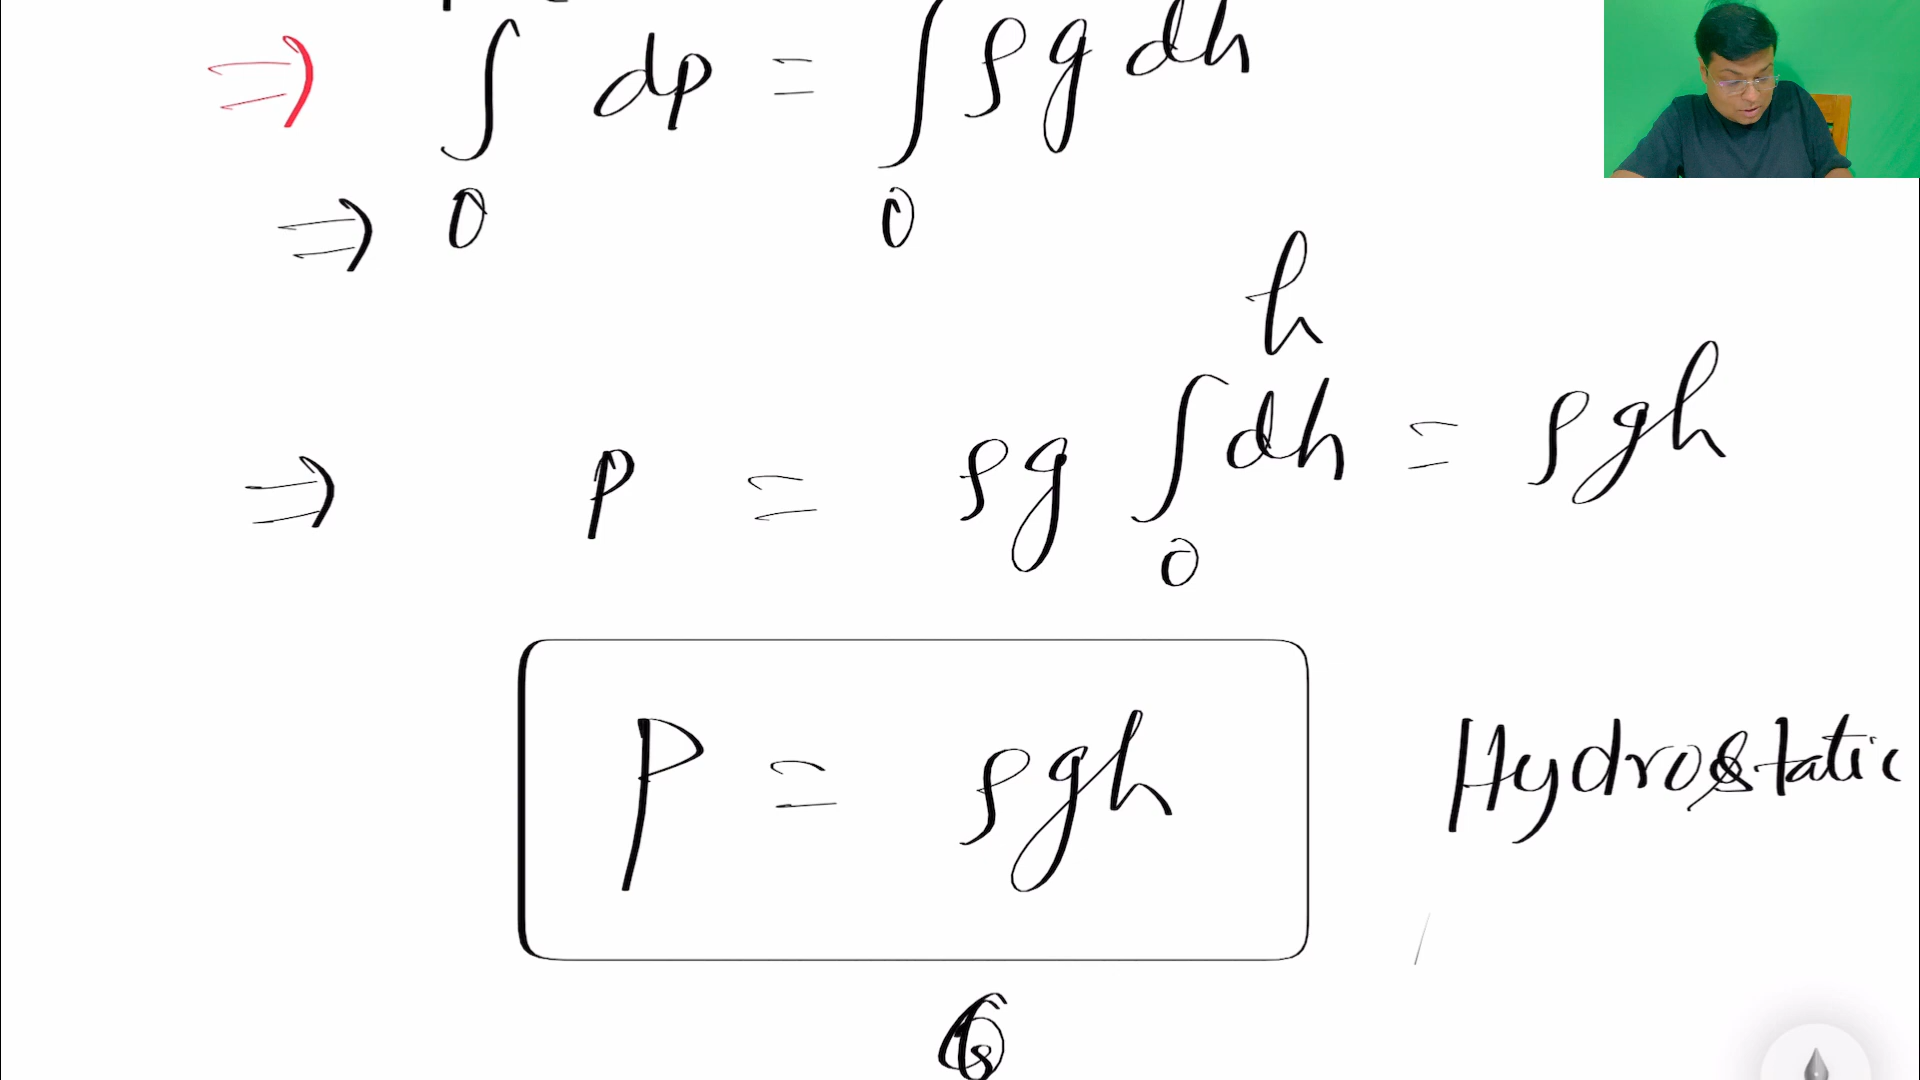 ⇒ ∫ dp = ∫ ρg dh
⇒ 0 0
h
⇒ p = ρg ∫ dh = ρgh
0
P = ρgh
Hydrostatic